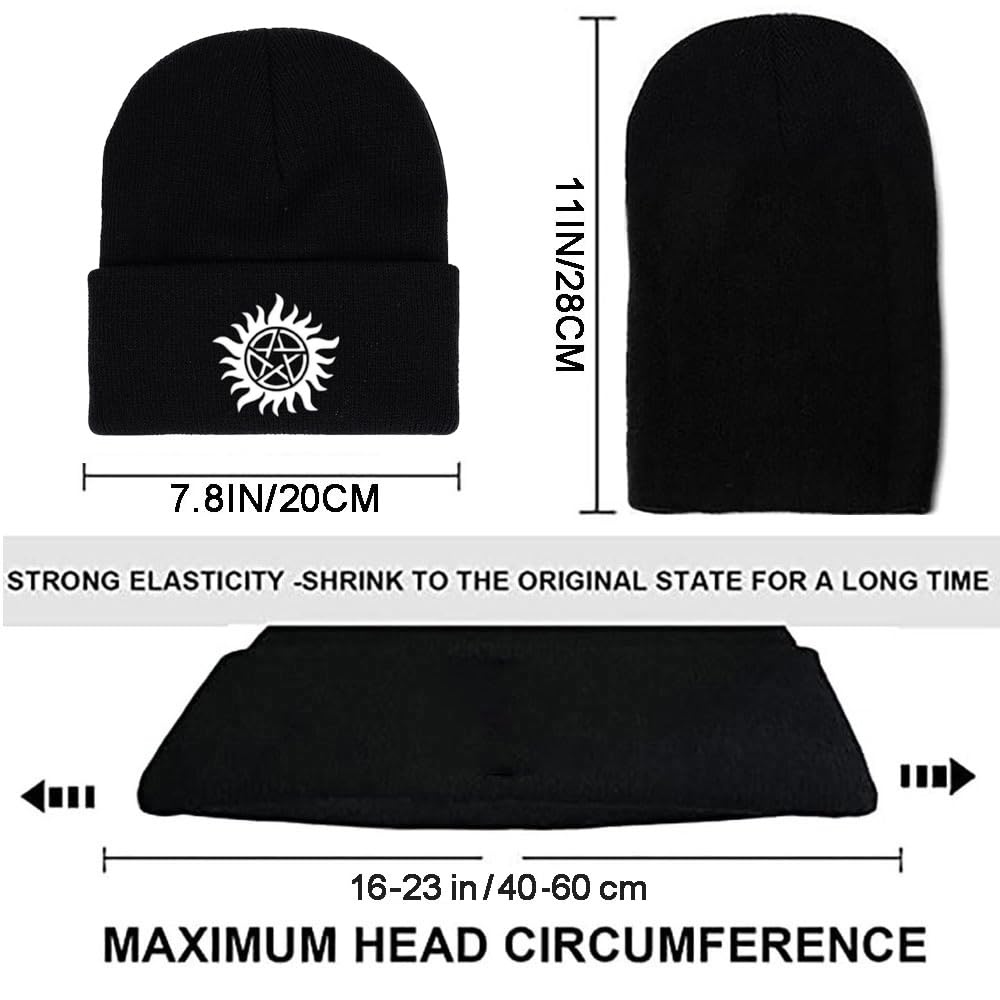 7.8IN/20CM
11IN/28CM
STRONG ELASTICITY -SHRINK TO THE ORIGINAL STATE FOR A LONG TIME
16-23 in / 40-60 cm
MAXIMUM HEAD CIRCUMFERENCE